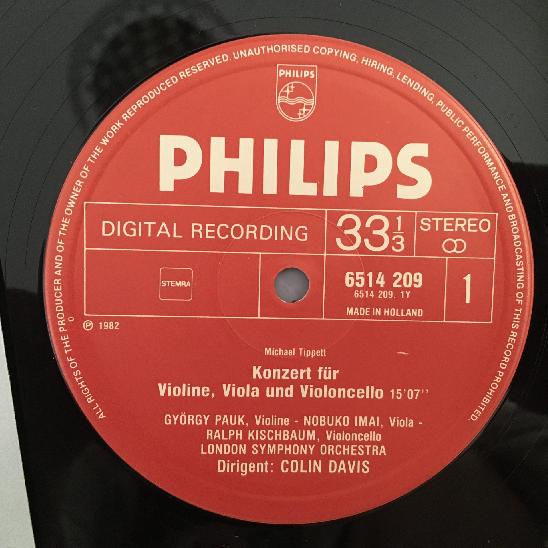 ALL RIGHTS OF THE PRODUCER AND OF THE OWNER OF THE WORK REPRODUCED RESERVED. UNAUTHORISED COPYING, HIRING, LENDING, PUBLIC PERFORMANCE AND BROADCASTING OF THIS RECORD PROHIBITED.
PHILIPS
PHILIPS
DIGITAL RECORDING
33 1/3
STEREO
STEMRA
6514 209
6514 209. 1Y
MADE IN HOLLAND
1
℗ 1982
Michael Tippett
Konzert für
Violine, Viola und Violoncello 15'07''
GYÖRGY PAUK, Violine - NOBUKO IMAI, Viola -
RALPH KISCHBAUM, Violoncello
LONDON SYMPHONY ORCHESTRA
Dirigent: COLIN DAVIS